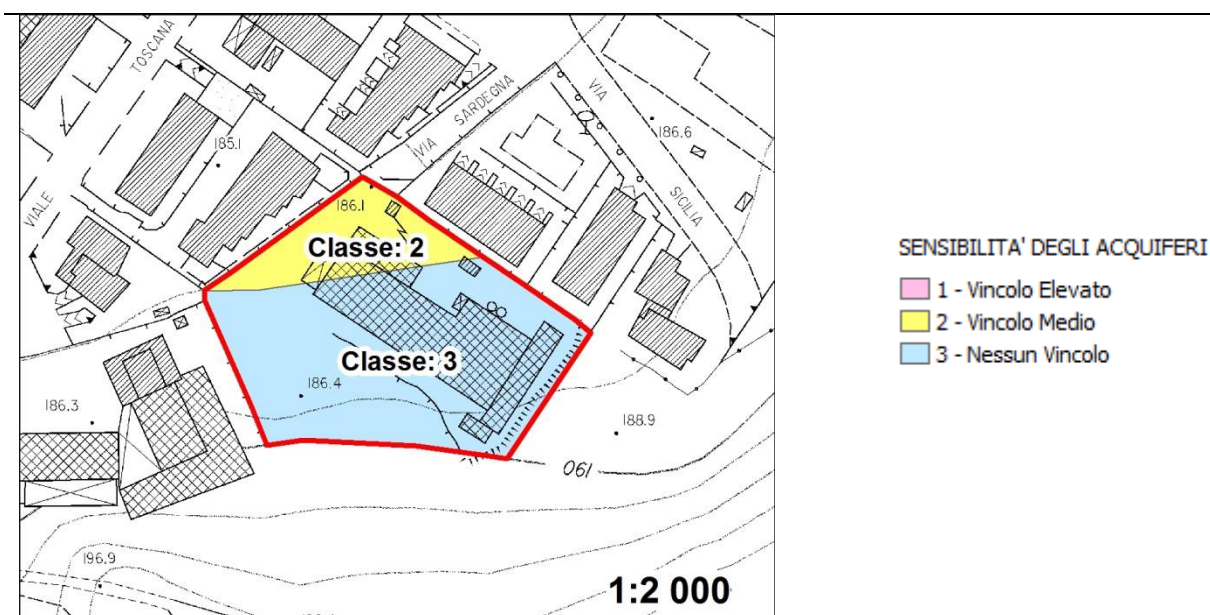 TOSCANA
VIALE
185.1
VIA SARDEGNA
VIA SICILIA
186.6
186.1
Classe: 2
Classe: 3
186.4
186.3
188.9
190
196.9
1:2 000
SENSIBILITA' DEGLI ACQUIFERI
1 - Vincolo Elevato
2 - Vincolo Medio
3 - Nessun Vincolo